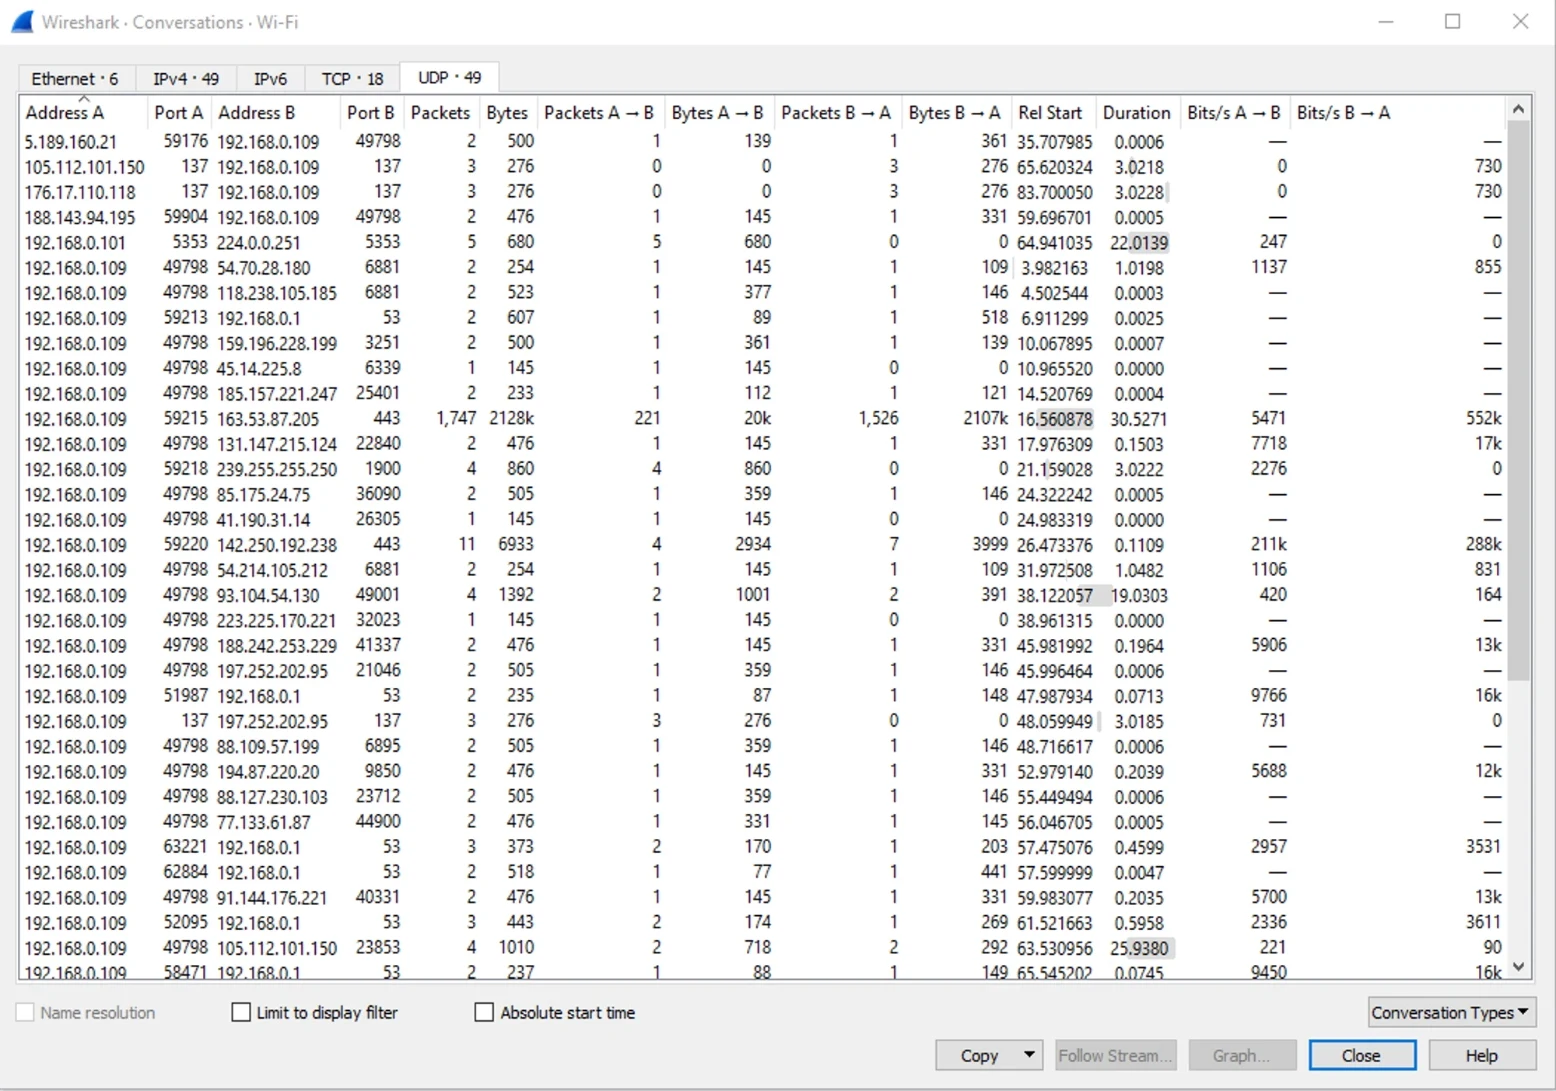 Wireshark · Conversations · Wi-Fi
Ethernet · 6 IPv4 · 49 IPv6 TCP · 18 UDP · 49
Address A Port A Address B Port B Packets Bytes Packets A → B Bytes A → B Packets B → A Bytes B → A Rel Start Duration Bits/s A → B Bits/s B → A
5.189.160.21 59176 192.168.0.109 49798 2 500 1 139 1 361 35.707985 0.0006 — —
105.112.101.150 137 192.168.0.109 137 3 276 0 0 3 276 65.620324 3.0218 0 730
176.17.110.118 137 192.168.0.109 137 3 276 0 0 3 276 83.700050 3.0228 0 730
188.143.94.195 59904 192.168.0.109 49798 2 476 1 145 1 331 59.696701 0.0005 — —
192.168.0.101 5353 224.0.0.251 5353 5 680 5 680 0 0 64.941035 22.0139 247 0
192.168.0.109 49798 54.70.28.180 6881 2 254 1 145 1 109 3.982163 1.0198 1137 855
192.168.0.109 49798 118.238.105.185 6881 2 523 1 377 1 146 4.502544 0.0003 — —
192.168.0.109 59213 192.168.0.1 53 2 607 1 89 1 518 6.911299 0.0025 — —
192.168.0.109 49798 159.196.228.199 3251 2 500 1 361 1 139 10.067895 0.0007 — —
192.168.0.109 49798 45.14.225.8 6339 1 145 1 145 0 0 10.965520 0.0000 — —
192.168.0.109 49798 185.157.221.247 25401 2 233 1 112 1 121 14.520769 0.0004 — —
192.168.0.109 59215 163.53.87.205 443 1,747 2128k 221 20k 1,526 2107k 16.560878 30.5271 5471 552k
192.168.0.109 49798 131.147.215.124 22840 2 476 1 145 1 331 17.976309 0.1503 7718 17k
192.168.0.109 59218 239.255.255.250 1900 4 860 4 860 0 0 21.159028 3.0222 2276 0
192.168.0.109 49798 85.175.24.75 36090 2 505 1 359 1 146 24.322242 0.0005 — —
192.168.0.109 49798 41.190.31.14 26305 1 145 1 145 0 0 24.983319 0.0000 — —
192.168.0.109 59220 142.250.192.238 443 11 6933 4 2934 7 3999 26.473376 0.1109 211k 288k
192.168.0.109 49798 54.214.105.212 6881 2 254 1 145 1 109 31.972508 1.0482 1106 831
192.168.0.109 49798 93.104.54.130 49001 4 1392 2 1001 2 391 38.122057 19.0303 420 164
192.168.0.109 49798 223.225.170.221 32023 1 145 1 145 0 0 38.961315 0.0000 — —
192.168.0.109 49798 188.242.253.229 41337 2 476 1 145 1 331 45.981992 0.1964 5906 13k
192.168.0.109 49798 197.252.202.95 21046 2 505 1 359 1 146 45.996464 0.0006 — —
192.168.0.109 51987 192.168.0.1 53 2 235 1 87 1 148 47.987934 0.0713 9766 16k
192.168.0.109 137 197.252.202.95 137 3 276 3 276 0 0 48.059949 3.0185 731 0
192.168.0.109 49798 88.109.57.199 6895 2 505 1 359 1 146 48.716617 0.0006 — —
192.168.0.109 49798 194.87.220.20 9850 2 476 1 145 1 331 52.979140 0.2039 5688 12k
192.168.0.109 49798 88.127.230.103 23712 2 505 1 359 1 146 55.449494 0.0006 — —
192.168.0.109 49798 77.133.61.87 44900 2 476 1 331 1 145 56.046705 0.0005 — —
192.168.0.109 63221 192.168.0.1 53 3 373 2 170 1 203 57.475076 0.4599 2957 3531
192.168.0.109 62884 192.168.0.1 53 2 518 1 77 1 441 57.599999 0.0047 — —
192.168.0.109 49798 91.144.176.221 40331 2 476 1 145 1 331 59.983077 0.2035 5700 13k
192.168.0.109 52095 192.168.0.1 53 3 443 2 174 1 269 61.521663 0.5958 2336 3611
192.168.0.109 49798 105.112.101.150 23853 4 1010 2 718 2 292 63.530956 25.9380 221 90
192.168.0.109 58471 192.168.0.1 53 2 237 1 88 1 149 65.545202 0.0745 9450 16k
Name resolution Limit to display filter Absolute start time Conversation Types
Copy Follow Stream... Graph... Close Help